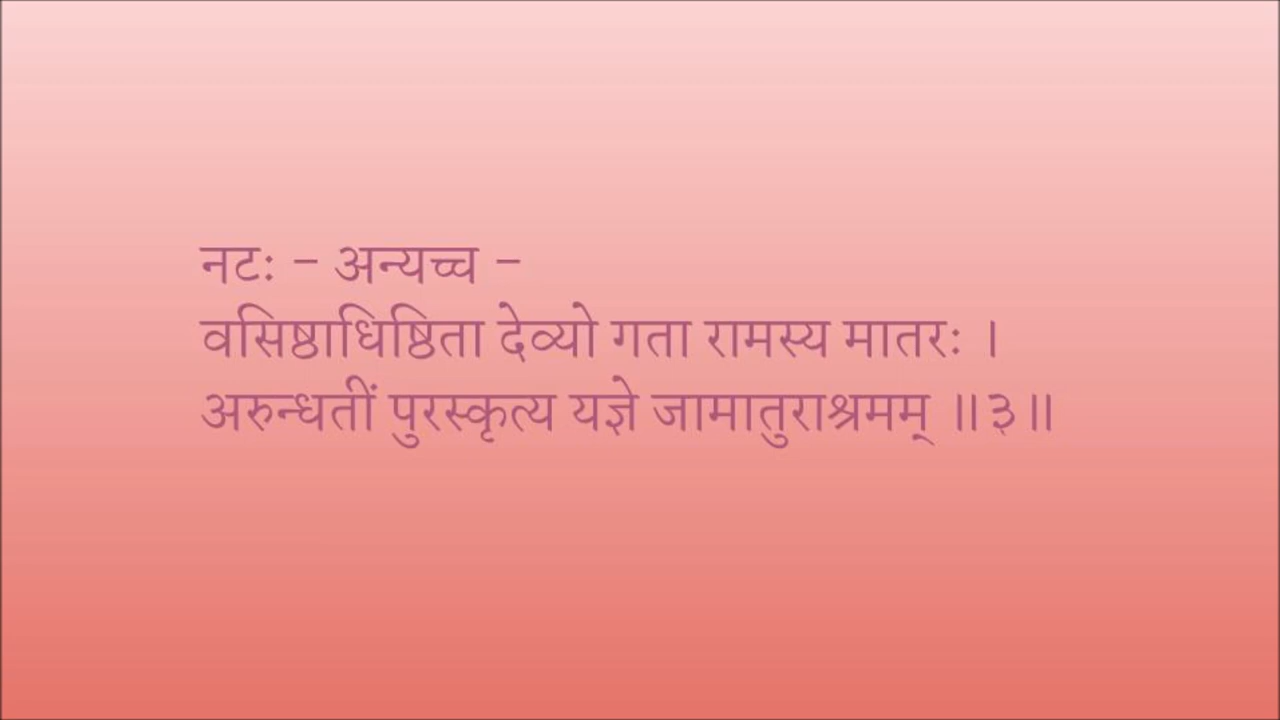 नटः - अन्यच्च -
वसिष्ठाधिष्ठिता देव्यो गता रामस्य मातरः ।
अरुन्धतीं पुरस्कृत्य यज्ञे जामातुराश्रमम् ॥३॥